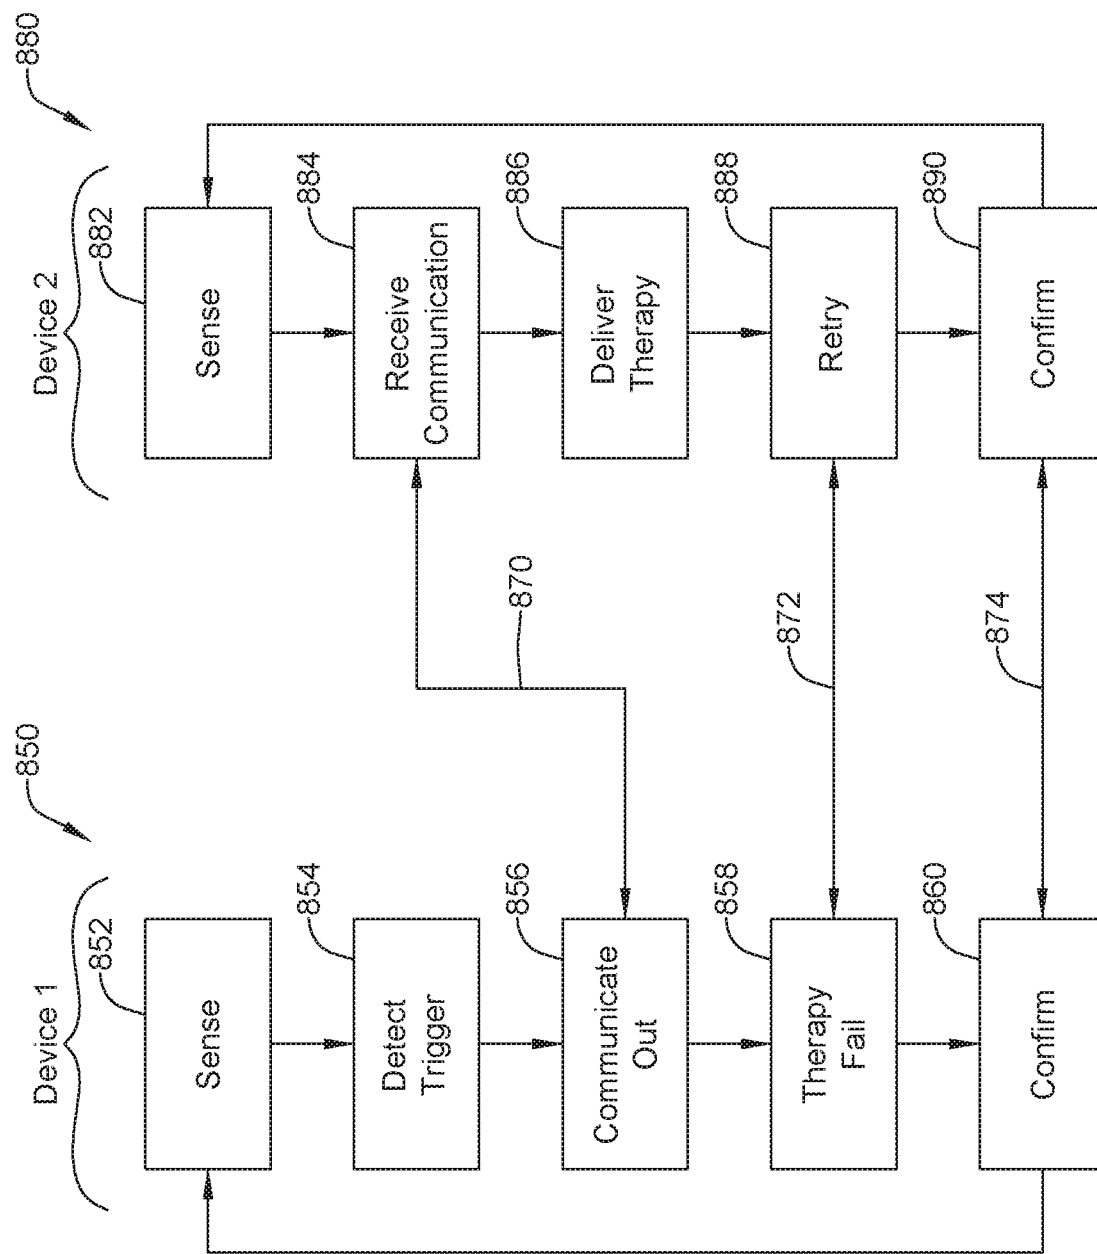 850
Device 1
852
Sense
854
Detect
Trigger
856
Communicate
Out
858
Therapy
Fail
860
Confirm
870
872
874
880
Device 2
882
Sense
884
Receive
Communication
886
Deliver
Therapy
888
Retry
890
Confirm